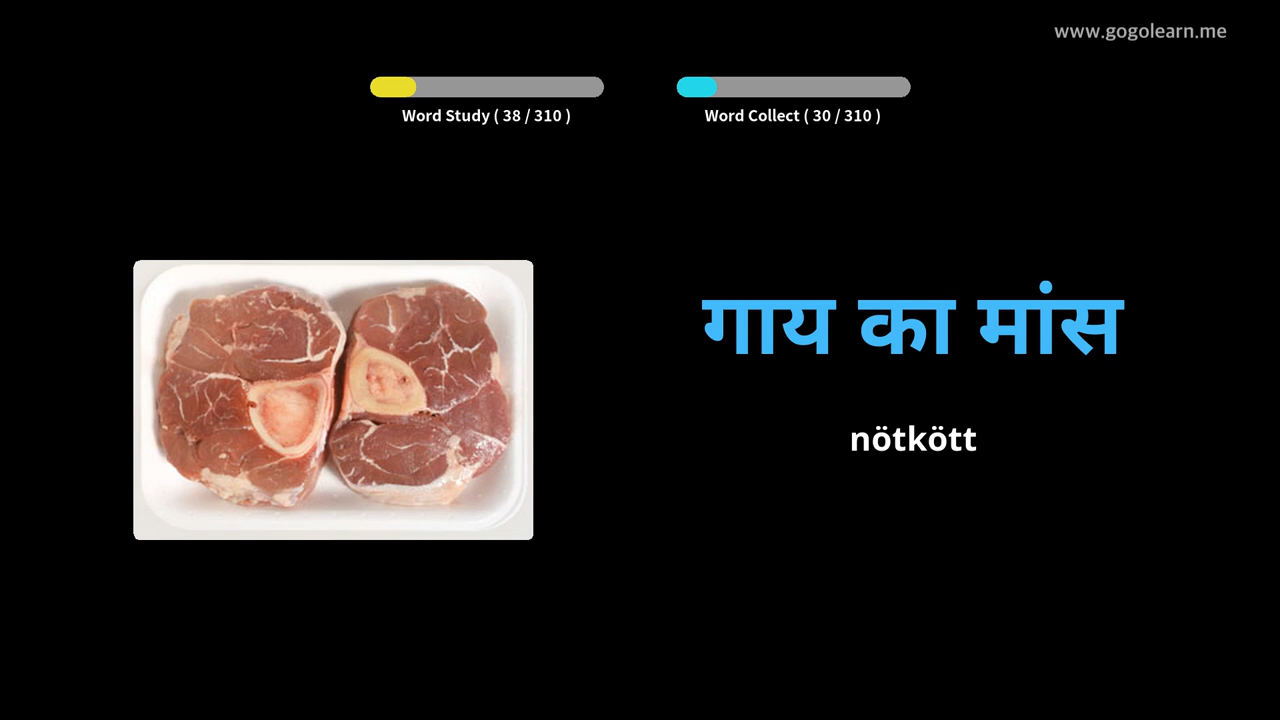 www.gogolearn.me
Word Study ( 38 / 310 )
Word Collect ( 30 / 310 )
गाय का मांस
nötkött